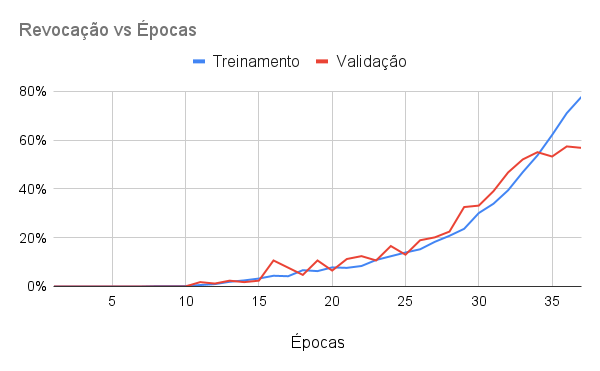 Revocação vs Épocas
Treinamento Validação
80%
60%
40%
20%
0%
5 10 15 20 25 30 35
Épocas